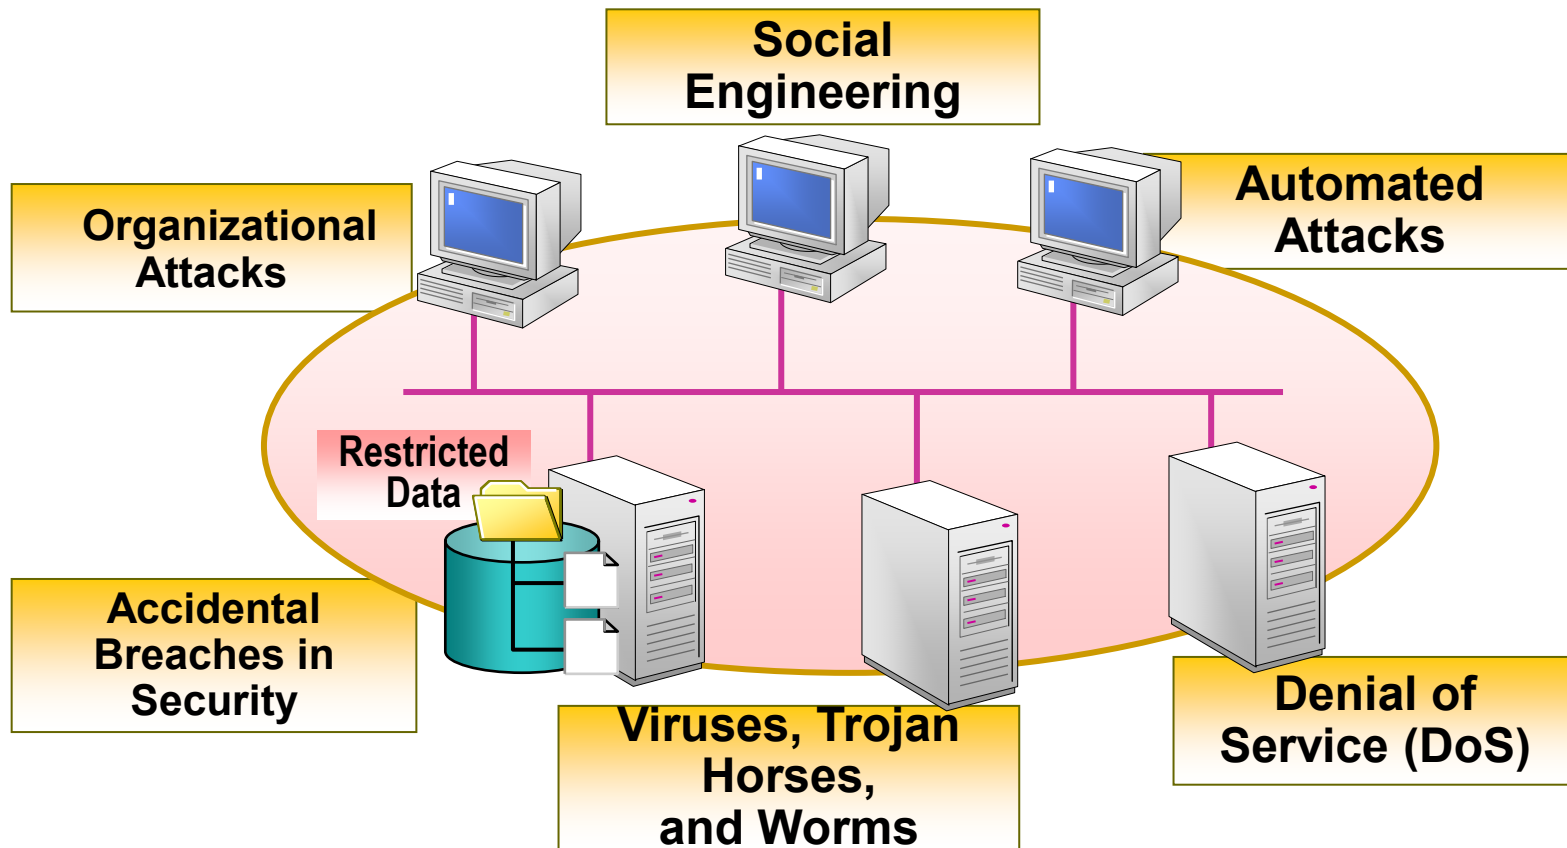 Social
Engineering
Organizational
Attacks
Automated
Attacks
Restricted
Data
Accidental
Breaches in
Security
Viruses, Trojan
Horses,
and Worms
Denial of
Service (DoS)